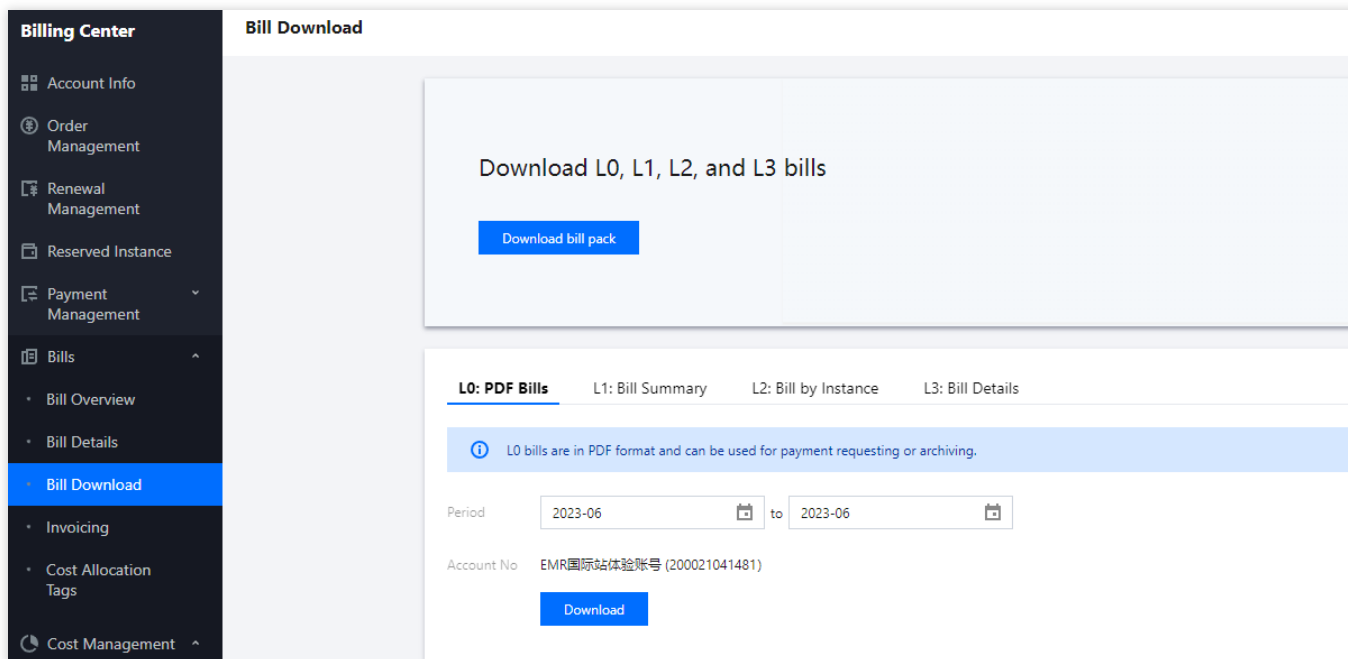 Billing Center
Account Info
Order
Management
Renewal
Management
Reserved Instance
Payment
Management
Bills
Bill Overview
Bill Details
Bill Download
Invoicing
Cost Allocation
Tags
Cost Management
Bill Download
Download L0, L1, L2, and L3 bills
Download bill pack
L0: PDF Bills L1: Bill Summary L2: Bill by Instance L3: Bill Details
L0 bills are in PDF format and can be used for payment requesting or archiving.
Period 2023-06 to 2023-06
Account No EMR国际站体验账号 (200021041481)
Download